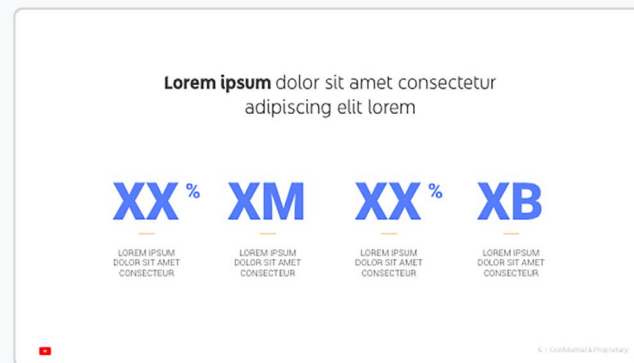 Lorem ipsum dolor sit amet consectetur
adipiscing elit lorem
XX% XM XX% XB
LOREM IPSUM LOREM IPSUM LOREM IPSUM LOREM IPSUM
DOLOR SIT AMET DOLOR SIT AMET DOLOR SIT AMET DOLOR SIT AMET
CONSECTEUR CONSECTEUR CONSECTEUR CONSECTEUR
6 | Confidential & Proprietary